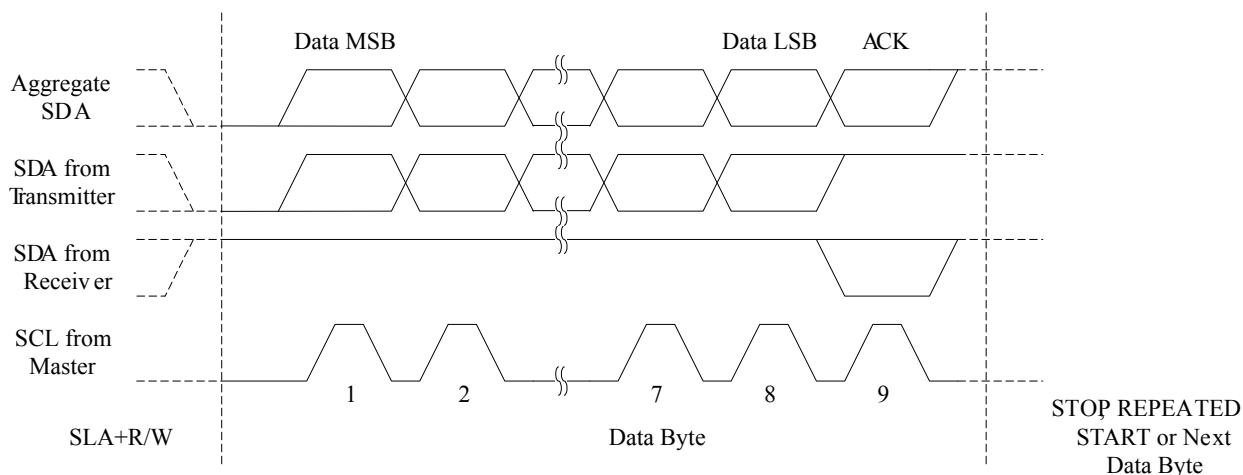 Data MSB
Data LSB
ACK
Aggregate
SDA
SDA from
Transmitter
SDA from
Receiver
SCL from
Master
1
2
7
8
9
SLA+R/W
Data Byte
STOP, REPEATED
START or Next
Data Byte